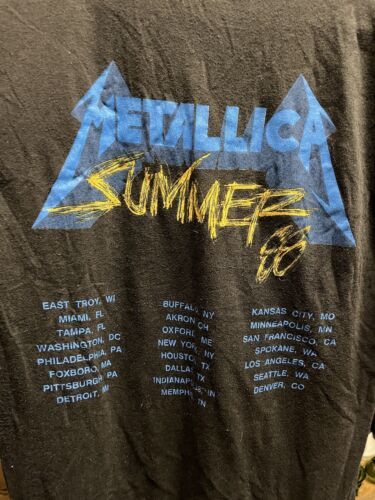 METALLICA
SUMMER
88
EAST TROY, WI
MIAMI, FL
TAMPA, FL
WASHINGTON, DC
PHILADELPHIA, PA
FOXBORO, MA
PITTSBURGH, PA
DETROIT, MI
BUFFALO, NY
AKRON, OH
OXFORD, ME
NEW YORK, NY
HOUSTON, TX
DALLAS, TX
INDIANAPOLIS, IN
MEMPHIS, TN
KANSAS CITY, MO
MINNEAPOLIS, MN
SAN FRANCISCO, CA
SPOKANE, WA
LOS ANGELES, CA
SEATTLE, WA
DENVER, CO